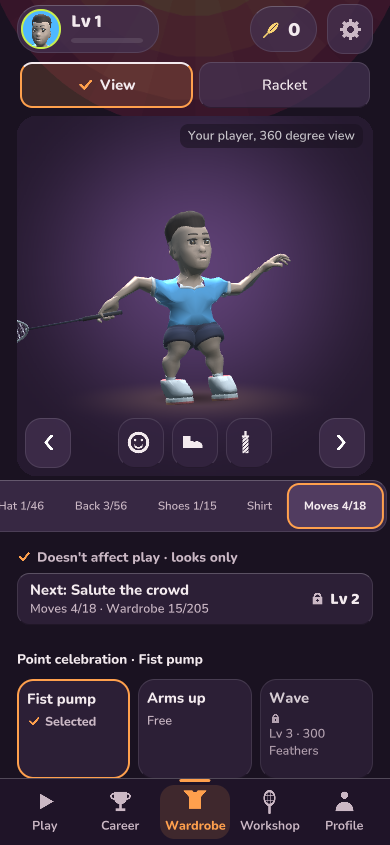 Lv 1
0
View
Racket
Your player, 360 degree view
Hat 1/46
Back 3/56
Shoes 1/15
Shirt
Moves 4/18
Doesn't affect play · looks only
Next: Salute the crowd
Moves 4/18 · Wardrobe 15/205
Lv 2
Point celebration · Fist pump
Fist pump
Selected
Arms up
Free
Wave
Lv 3 · 300
Feathers
Play
Career
Wardrobe
Workshop
Profile